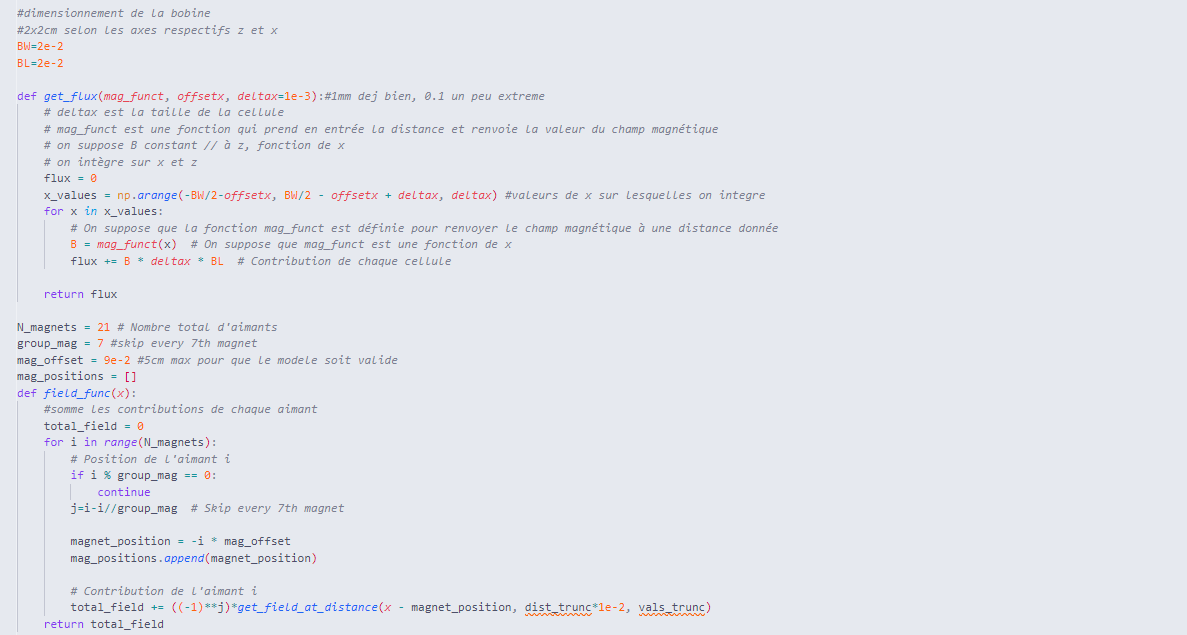 #dimensionnement de la bobine
#2x2cm selon les axes respectifs z et x
BW=2e-2
BL=2e-2
def get_flux(mag_funct, offsetx, deltax=1e-3):#1mm dej bien, 0.1 un peu extreme
# deltax est la taille de la cellule
# mag_funct est une fonction qui prend en entrée la distance et renvoie la valeur du champ magnétique
# on suppose B constant // à z, fonction de x
# on intègre sur x et z
flux = 0
x_values = np.arange(-BW/2-offsetx, BW/2 - offsetx + deltax, deltax) #valeurs de x sur lesquelles on integre
for x in x_values:
# On suppose que la fonction mag_funct est définie pour renvoyer le champ magnétique à une distance donnée
B = mag_funct(x)  # On suppose que mag_funct est une fonction de x
flux += B * deltax * BL  # Contribution de chaque cellule
return flux
N_magnets = 21 # Nombre total d'aimants
group_mag = 7 #skip every 7th magnet
mag_offset = 9e-2 #5cm max pour que le modele soit valide
mag_positions = []
def field_func(x):
#somme les contributions de chaque aimant
total_field = 0
for i in range(N_magnets):
# Position de l'aimant i
if i % group_mag == 0:
continue
j=i-i//group_mag  # Skip every 7th magnet
magnet_position = -i * mag_offset
mag_positions.append(magnet_position)
# Contribution de l'aimant i
total_field += ((-1)**j)*get_field_at_distance(x - magnet_position, dist_trunc*1e-2, vals_trunc)
return total_field